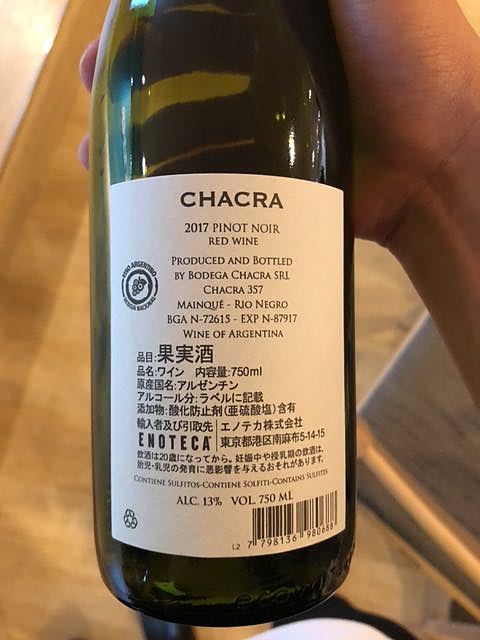 CHACRA
2017 PINOT NOIR
RED WINE
PRODUCED AND BOTTLED
BY BODEGA CHACRA SRL
CHACRA 357
MAINQUÉ - RIO NEGRO
BGA N-72615 - EXP N-87917
WINE OF ARGENTINA
VINO ARGENTINO
BEBIDA NACIONAL
品目:果実酒
品名:ワイン 内容量:750ml
原産国名:アルゼンチン
アルコール分:ラベルに記載
添加物:酸化防止剤(亜硫酸塩)含有
輸入者及び引取先 エノテカ株式会社
ENOTECA 東京都港区南麻布5-14-15
飲酒は20歳になってから。妊娠中や授乳期の飲酒は、
胎児・乳児の発育に悪影響を与えるおそれがあります。
CONTIENE SULFITOS-CONTIENE SOLFITI-CONTAINS SULFITES
ALC. 13% VOL. 750 ML
L2 7 798136 980688